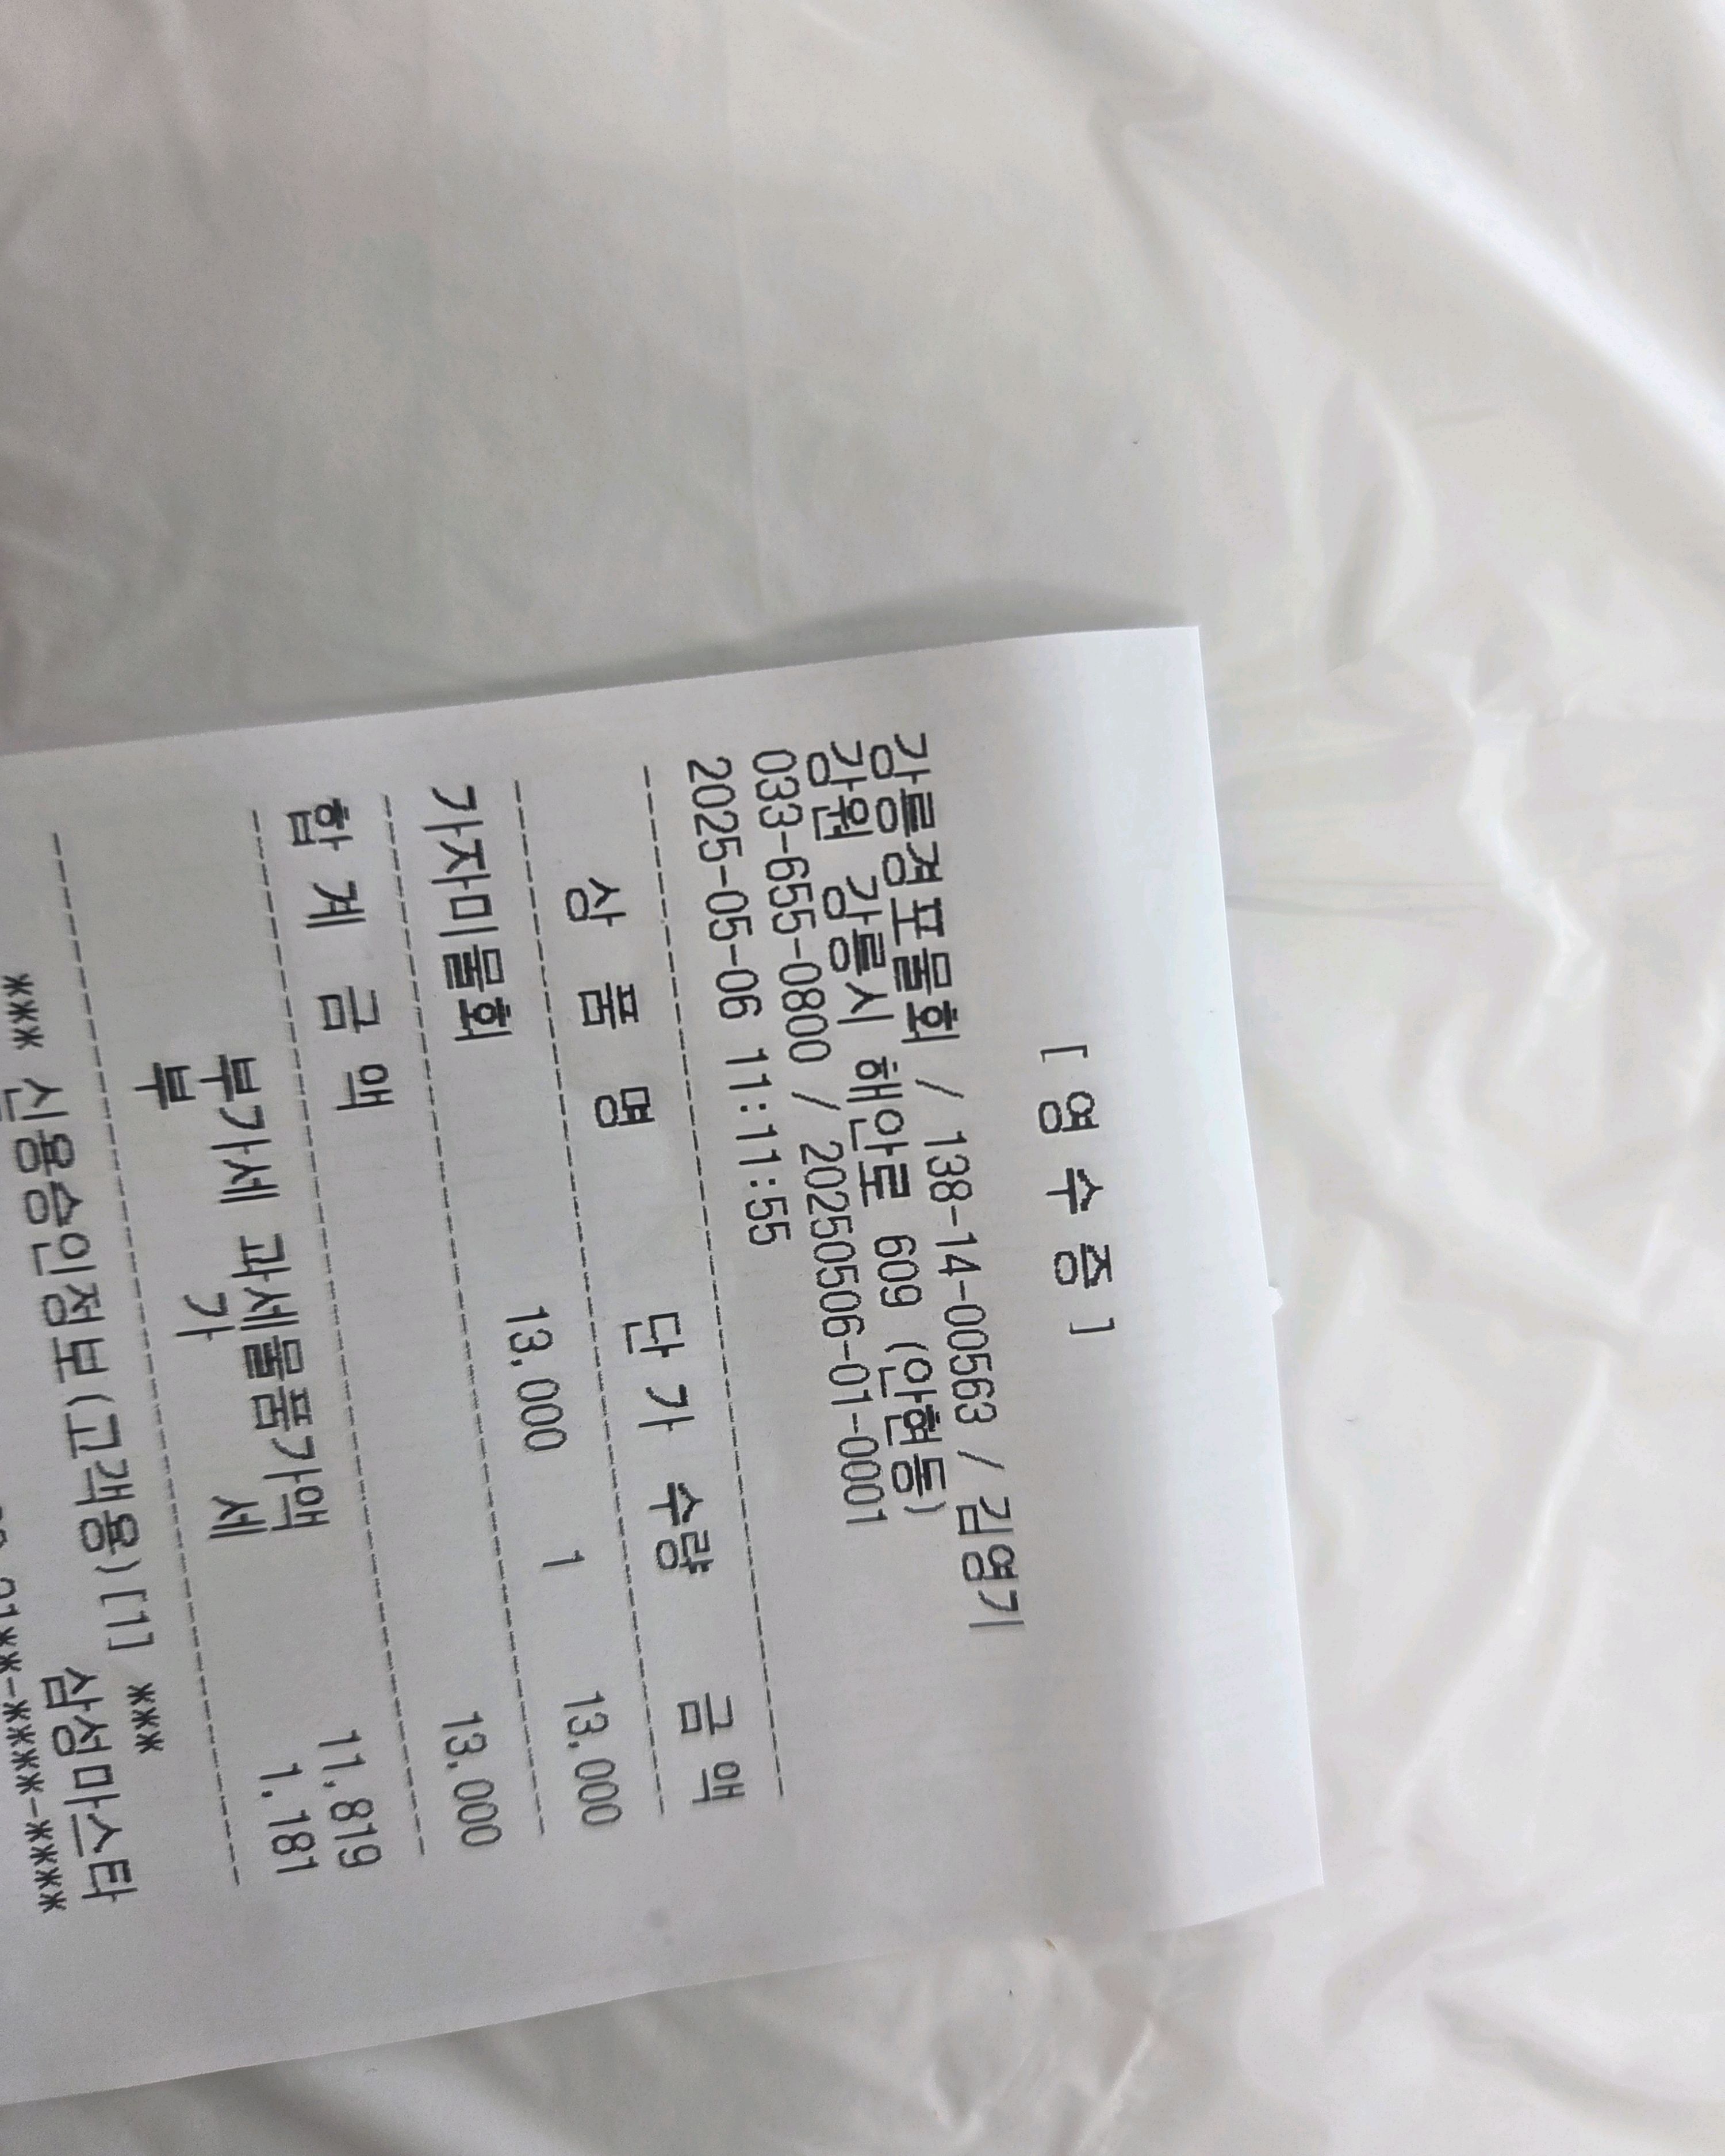 [ 영 수 증 ]
강릉경포물회 / 138-14-00563 / 김영기
강원 강릉시 해안로 609 (안현동)
033-655-0800 / 20250506-01-0001
2025-05-06 11:11:55
상 품 명 단 가 수량 금 액
가자미물회 13,000 1 13,000
합 계 금 액 13,000
부가세 과세물품가액 11,819
부 가 세 1,181
*** 신용승인정보(고객용)[1] ***
삼성마스타
**-****-****